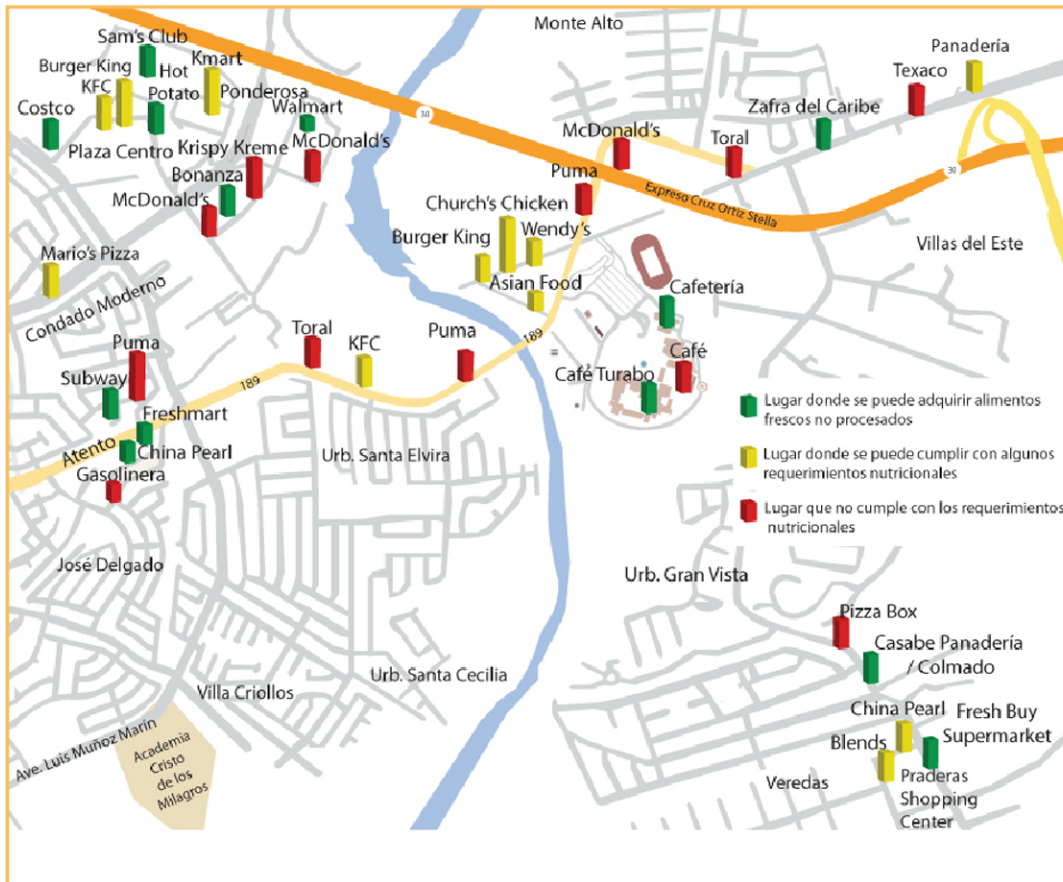 Monte Alto
Sam's Club
Burger King
Hot
Kmart
Panadería
KFC
Potato
Ponderosa
Texaco
Costco
Walmart
Zafra del Caribe
30
McDonald's
Toral
Plaza Centro
Krispy Kreme
McDonald's
Bonanza
Puma
30
McDonald's
Expreso Cruz Ortiz Stella
Church's Chicken
Wendy's
Burger King
Villas del Este
Mario's Pizza
Asian Food
Cafetería
Condado Moderno
Toral
KFC
Puma
189
Puma
Café
Subway
189
Café Turabo
Lugar donde se puede adquirir alimentos
frescos no procesados
Freshmart
Atento
China Pearl
Urb. Santa Elvira
Lugar donde se puede cumplir con algunos
requerimientos nutricionales
Gasolinera
Lugar que no cumple con los requerimientos
nutricionales
José Delgado
Urb. Gran Vista
Pizza Box
Casabe Panadería
/ Colmado
Urb. Santa Cecilia
Villa Criollos
China Pearl
Fresh Buy
Supermarket
Blends
Ave. Luis Muñoz Marín
Academia
Cristo
de los
Milagros
Veredas
Praderas
Shopping
Center